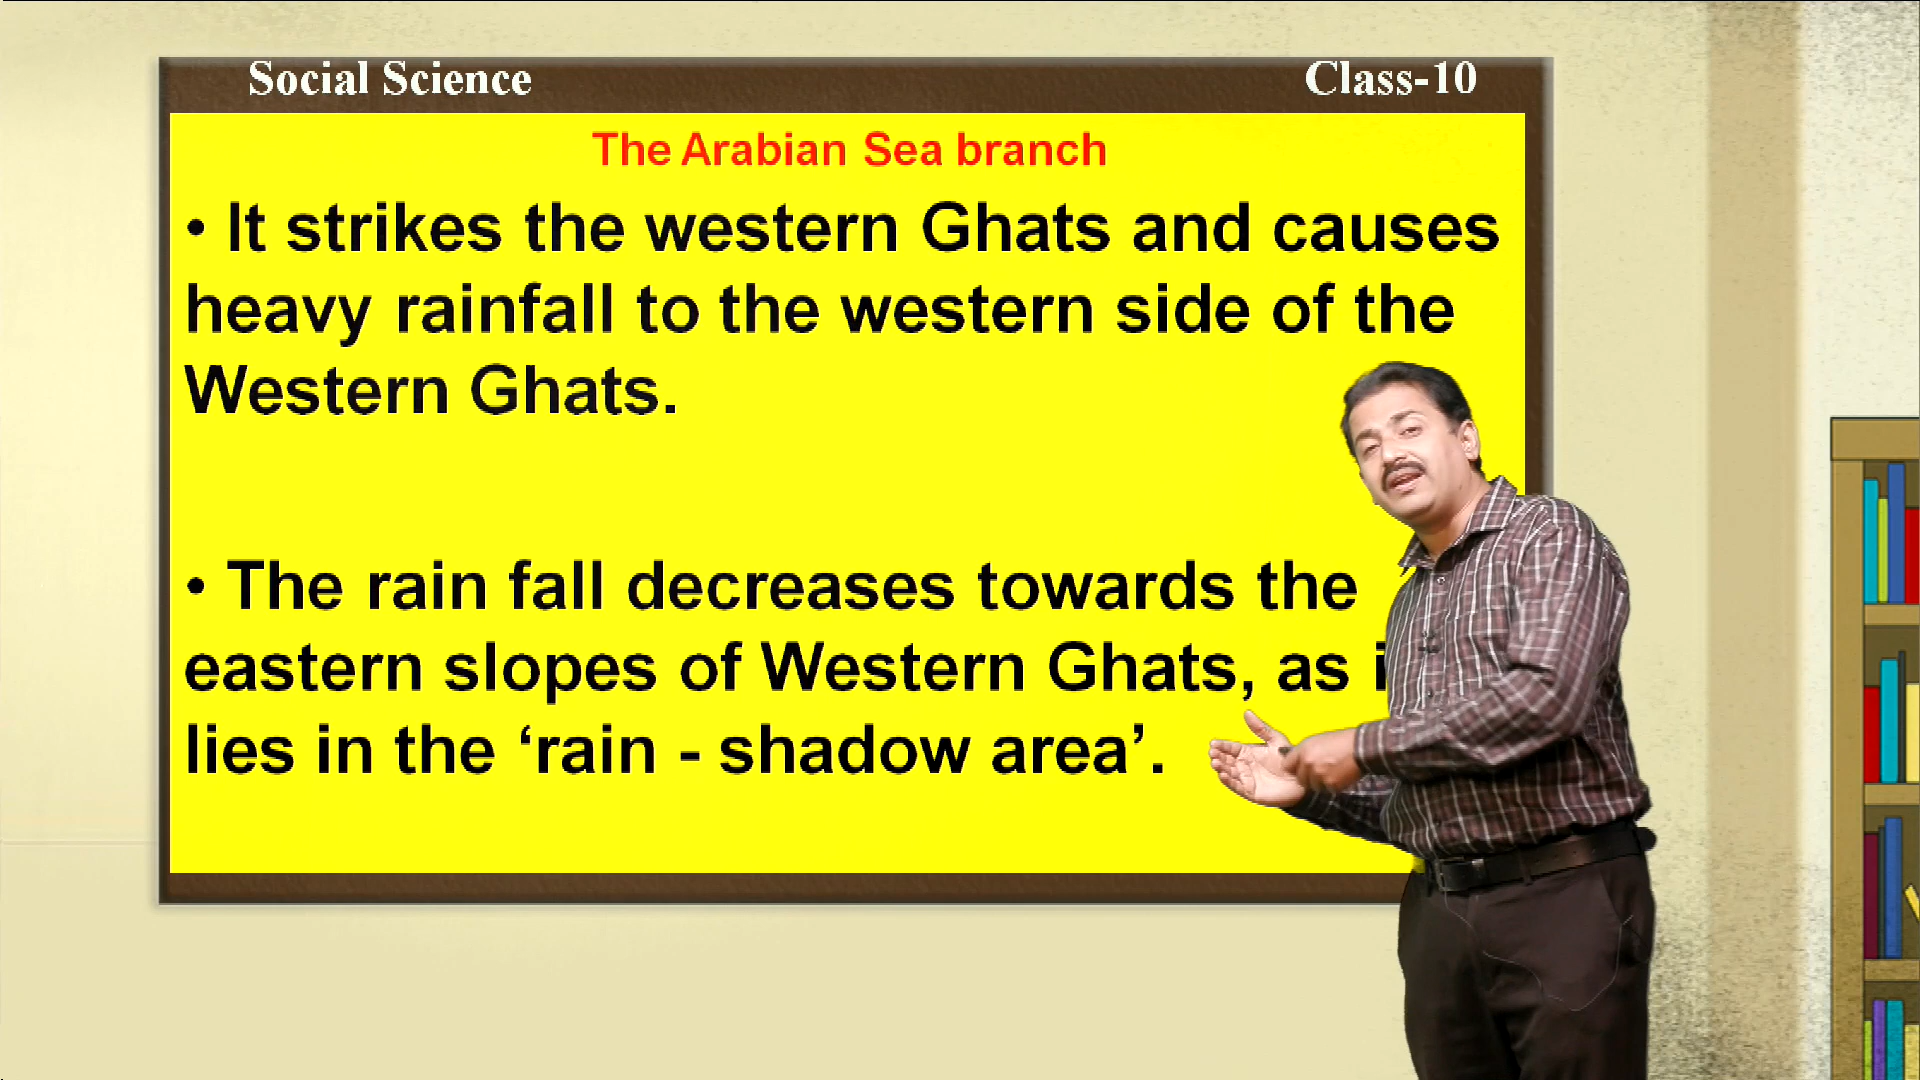 Social Science
Class-10
The Arabian Sea branch
• It strikes the western Ghats and causes
heavy rainfall to the western side of the
Western Ghats.
• The rain fall decreases towards the
eastern slopes of Western Ghats, as
lies in the ‘rain - shadow area’.